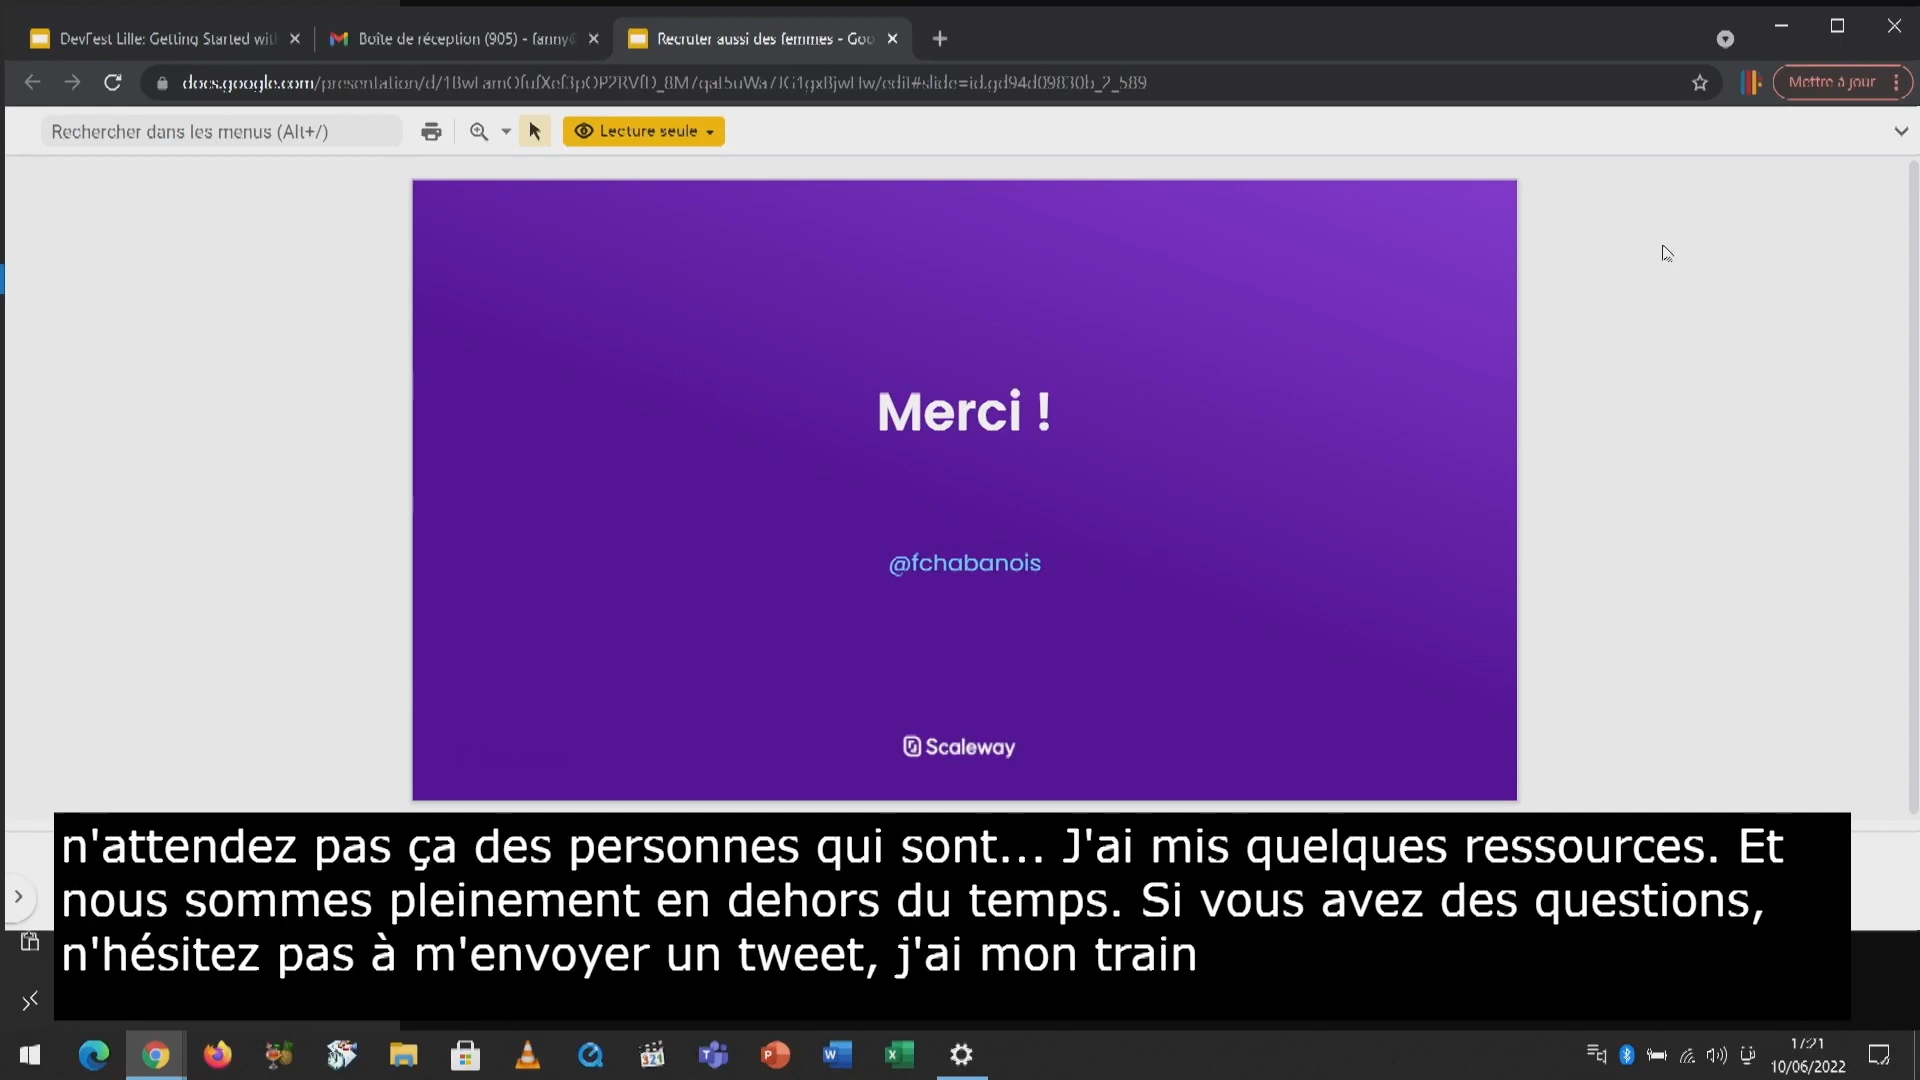 DevFest Lille: Getting Started wit
Boîte de réception (905) - fanny
Recruter aussi des femmes - Goo
docs.google.com/presentation/d/
Mettre à jour
Rechercher dans les menus (Alt+/)
Lecture seule
Merci !
@fchabanois
Scaleway
n'attendez pas ça des personnes qui sont... J'ai mis quelques ressources. Et
nous sommes pleinement en dehors du temps. Si vous avez des questions,
n'hésitez pas à m'envoyer un tweet, j'ai mon train
321
17:21
10/06/2022